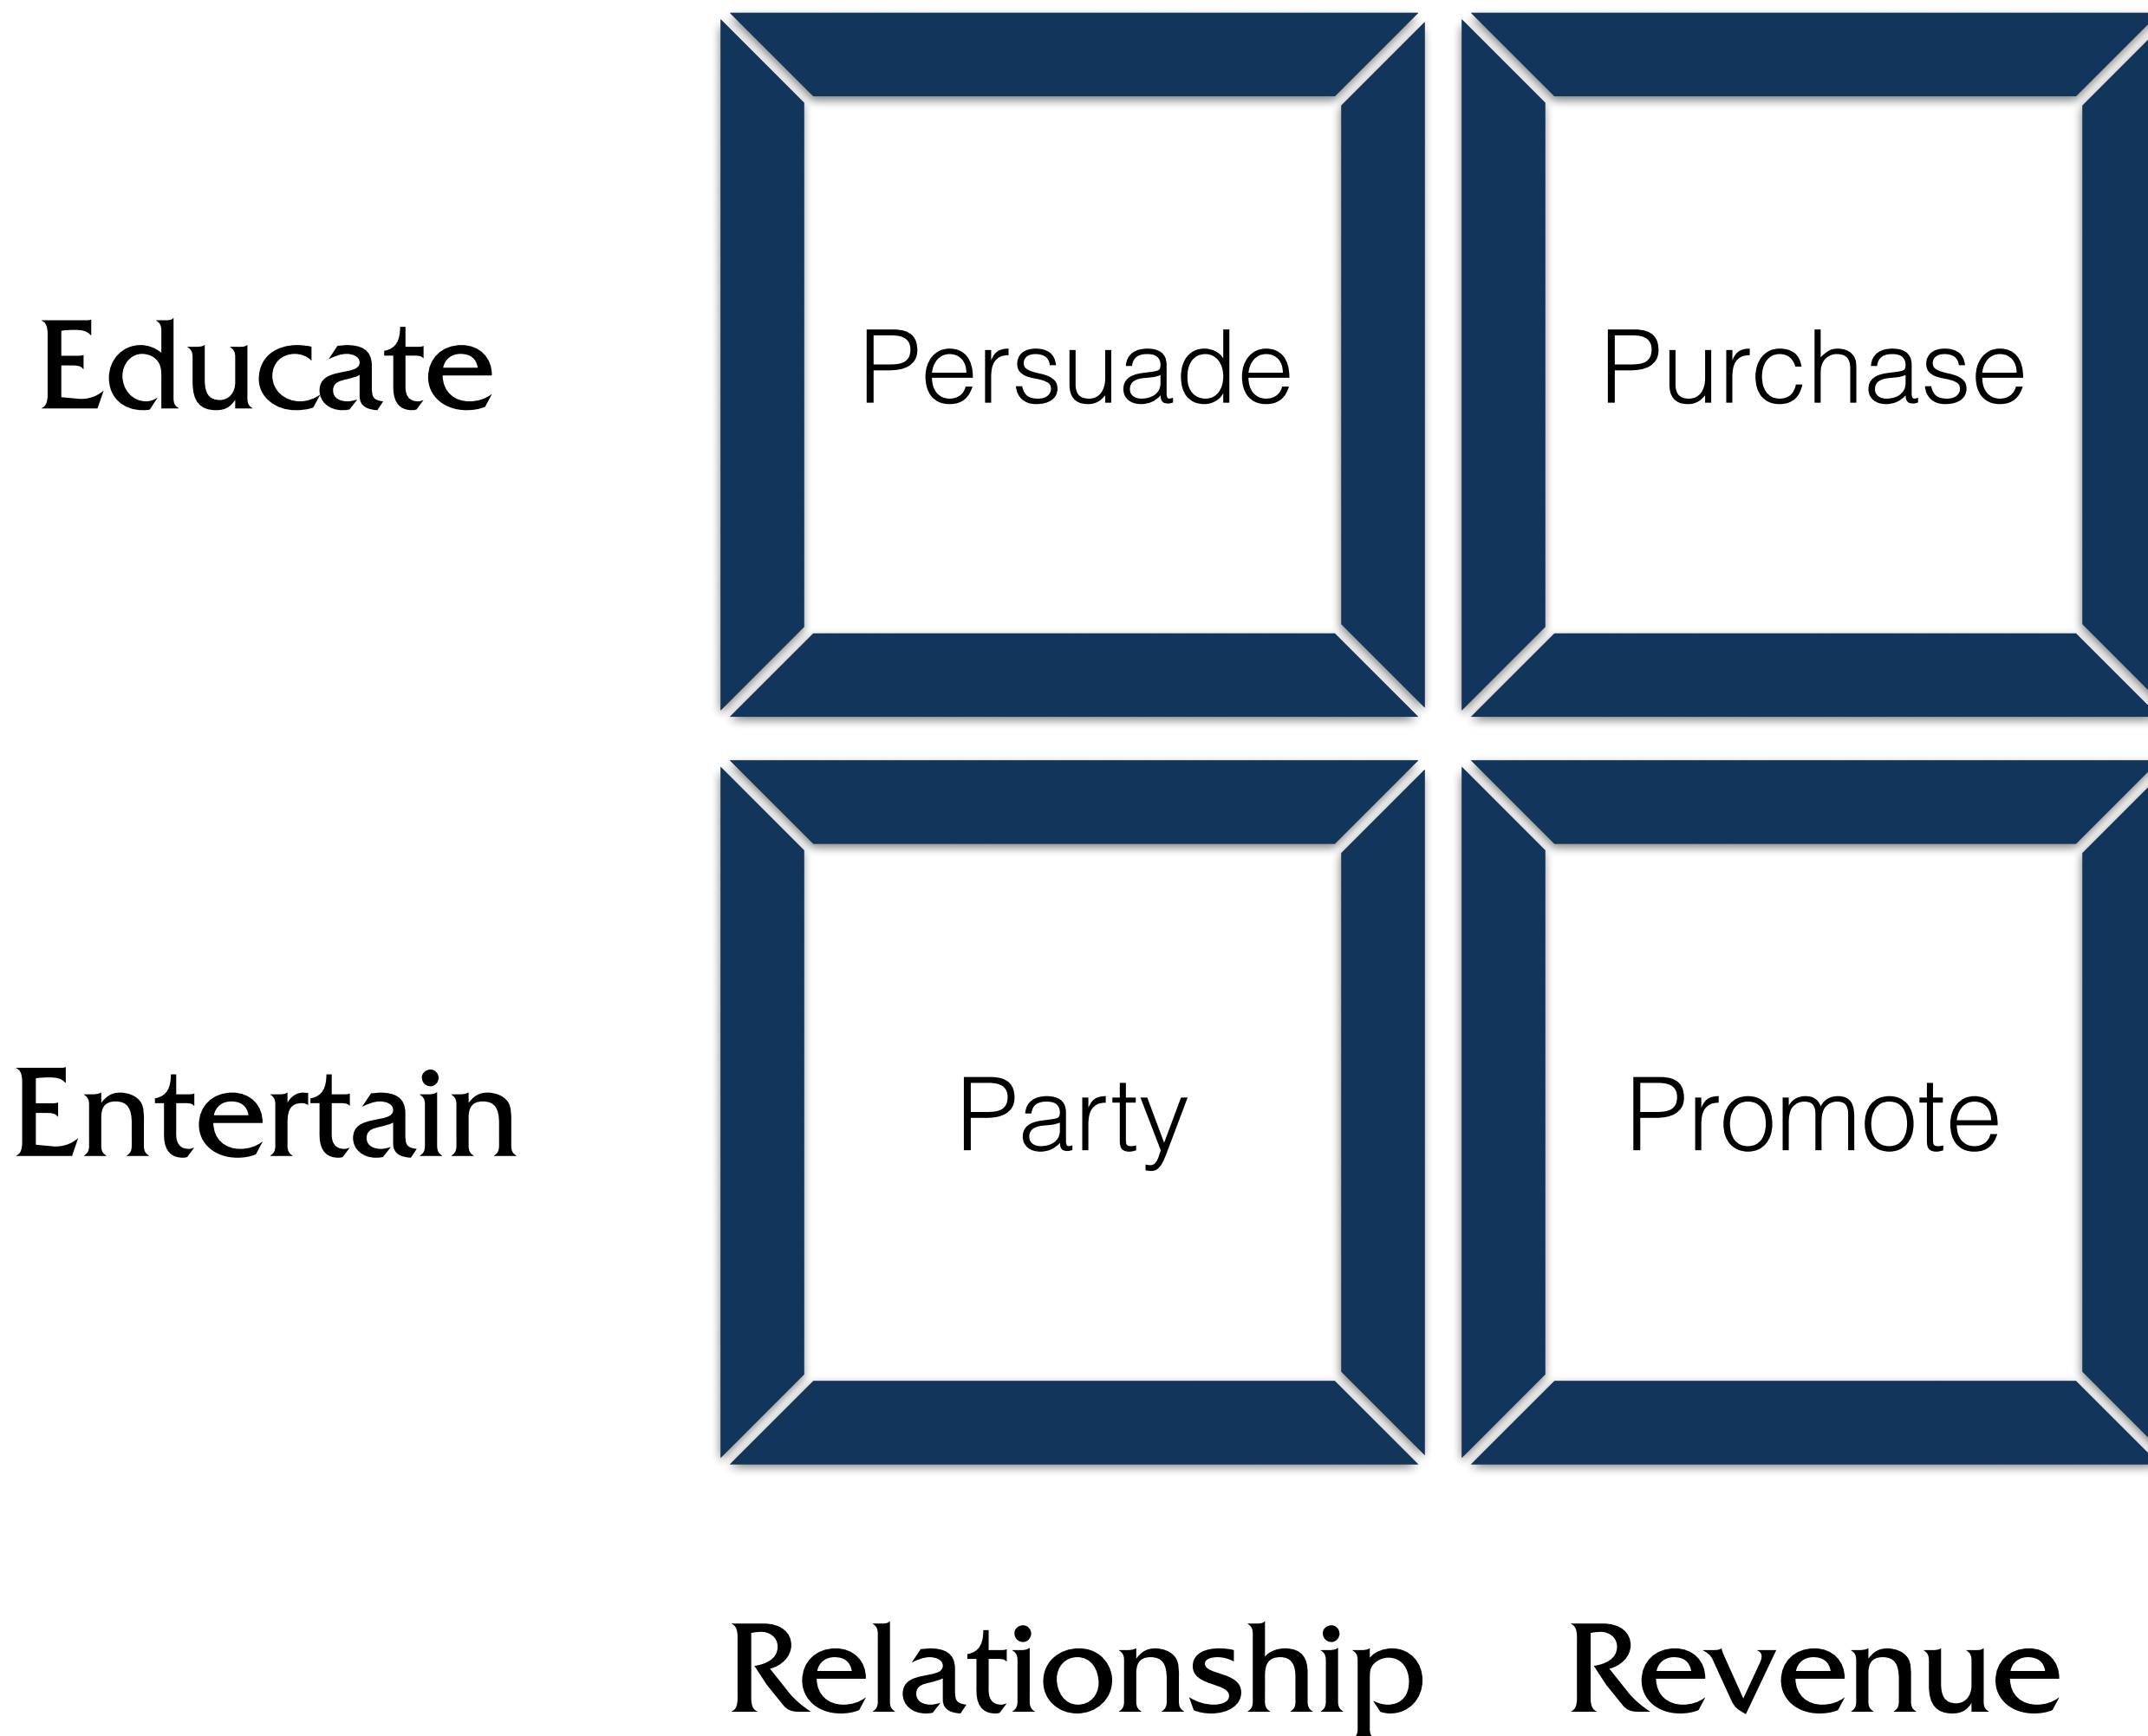 Educate
Persuade
Purchase
Entertain
Party
Promote
Relationship
Revenue